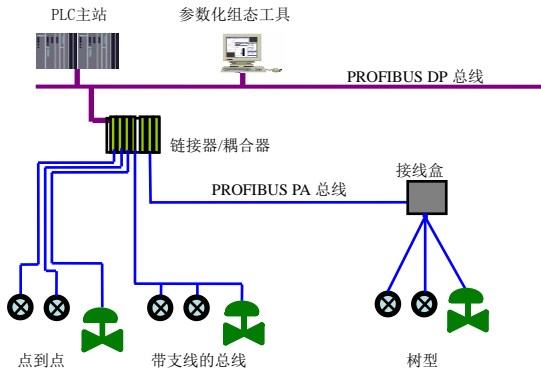 PLC主站
参数化组态工具
PROFIBUS DP 总线
链接器/耦合器
接线盒
PROFIBUS PA 总线
点到点
带支线的总线
树型